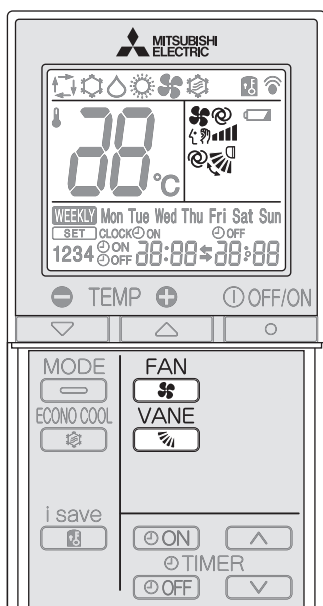 MITSUBISHI
ELECTRIC
88 °C
WEEKLY Mon Tue Wed Thu Fri Sat Sun
SET CLOCK ON OFF
1234 ON OFF 88:88 88:88
TEMP OFF/ON
MODE FAN
ECONO COOL VANE
i save
ON
TIMER
OFF